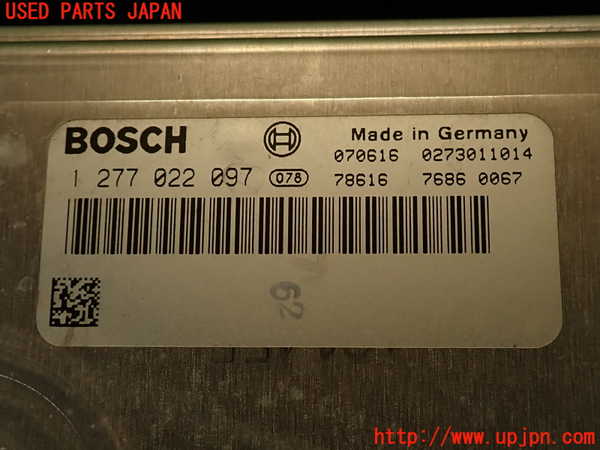 USED PARTS JAPAN
BOSCH
Made in Germany
070616 0273011014
1 277 022 097 078 78616 7686 0067
62
http://www.upjpn.com/